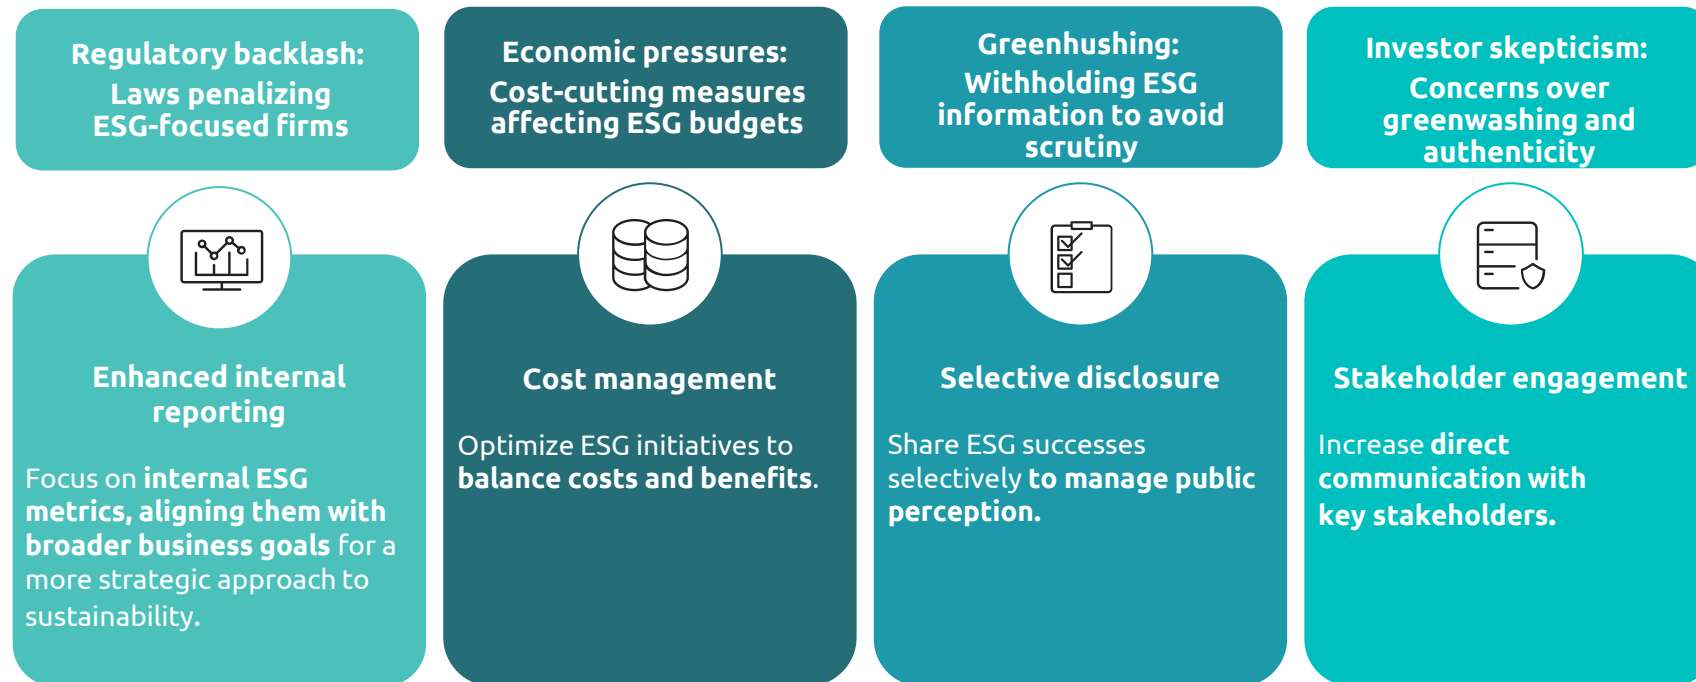 Regulatory backlash:
Laws penalizing
ESG-focused firms
Economic pressures:
Cost-cutting measures
affecting ESG budgets
Greenhushing:
Withholding ESG
information to avoid
scrutiny
Investor skepticism:
Concerns over
greenwashing and
authenticity
Enhanced internal
reporting
Focus on internal ESG
metrics, aligning them with
broader business goals for a
more strategic approach to
sustainability.
Cost management
Optimize ESG initiatives to
balance costs and benefits.
Selective disclosure
Share ESG successes
selectively to manage public
perception.
Stakeholder engagement
Increase direct
communication with
key stakeholders.